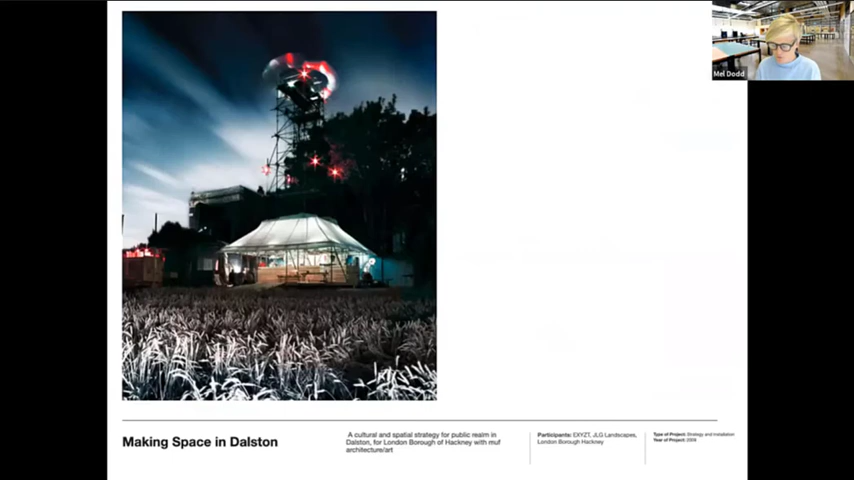 Mel Dodd
Making Space in Dalston
A cultural and spatial strategy for public realm in
Dalston, for London Borough of Hackney with muf
architecture/art
Participants: EXYZT, JLG Landscapes,
London Borough Hackney
Type of Project: Strategy and Installation
Year of Project: 2009